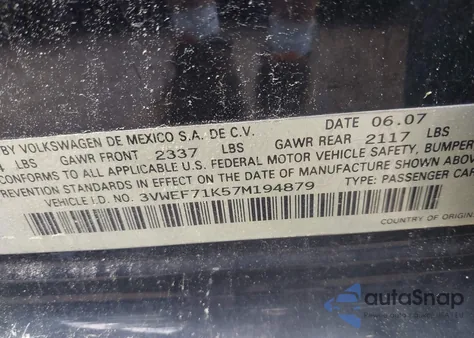 BY VOLKSWAGEN DE MEXICO S.A. DE C.V. DATE 06.07
LBS GAWR FRONT 2337 LBS GAWR REAR 2117 LBS
CONFORMS TO ALL APPLICABLE U.S. FEDERAL MOTOR VEHICLE SAFETY, BUMPER
PREVENTION STANDARDS IN EFFECT ON THE DATE OF MANUFACTURE SHOWN ABOV
VEHICLE I.D. NO. 3VWEF71K57M194879 TYPE: PASSENGER CAR
COUNTRY OF ORIGIN
autoSnap